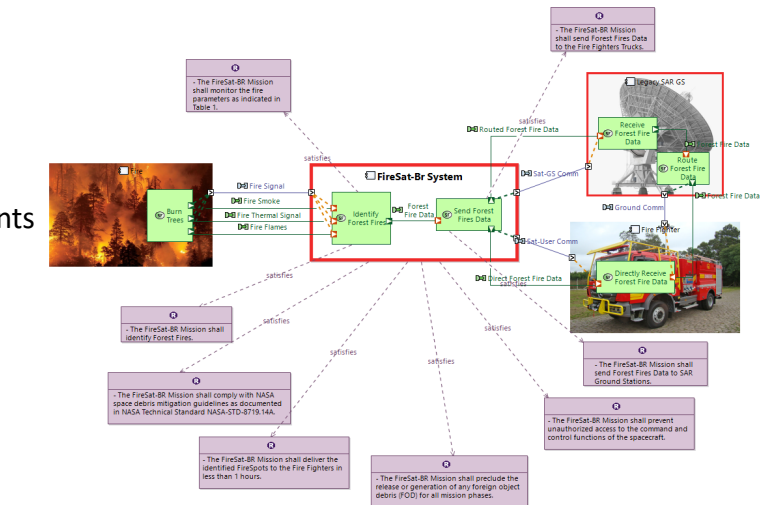 R
- The FireSat-BR Mission
shall send Forest Fires Data
to the Fire Fighters Trucks.
R
- The FireSat-BR Mission
shall monitor the fire
parameters as indicated in
Table 1.
Legacy SAR GS
Receive
Forest Fire
Data
satisfies
Routed Forest Fire Data
Forest Fire Data
Route
Forest Fire
Data
satisfies
Fire
FireSat-Br System
Sat-GS Comm
Fire Signal
Fire Smoke
Fire Thermal Signal
Fire Flames
Burn
Trees
Identify
Forest Fires
Forest
Fire Data
Send Forest
Fires Data
Forest Fire Data
Ground Comm
nts
Fire Fighter
Sat-User Comm
Directly Receive
Forest Fire Data
Direct Forest Fire Data
satisfies
satisfies
R
- The FireSat-BR Mission shall
identify Forest Fires.
satisfies
satisfies
satisfies
satisfies
R
- The FireSat-BR Mission shall
send Forest Fires Data to SAR
Ground Stations.
R
- The FireSat-BR Mission shall comply with NASA
space debris mitigation guidelines as documented
in NASA Technical Standard NASA-STD-8719.14A.
R
- The FireSat-BR Mission shall prevent
unauthorized access to the command and
control functions of the spacecraft.
R
- The FireSat-BR Mission shall deliver the
identified FireSpots to the Fire Fighters in
less than 1 hours.
R
- The FireSat-BR Mission shall preclude the
release or generation of any foreign object
debris (FOD) for all mission phases.